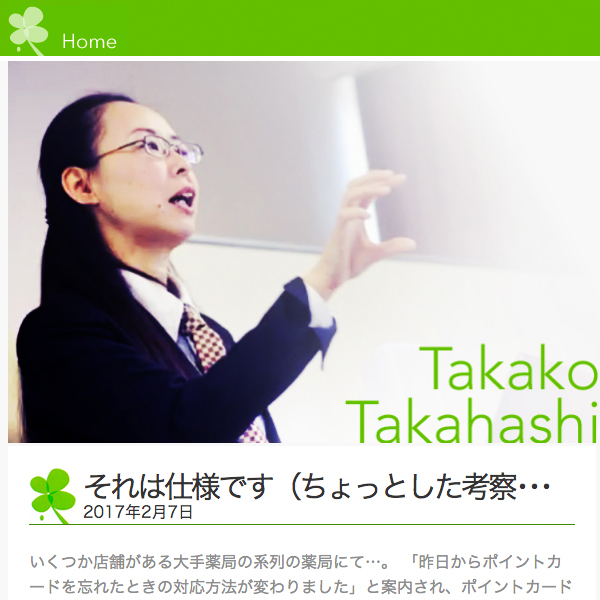 Home
Takako
Takahashi
それは仕様です（ちょっとした考察･･･
2017年2月7日
いくつか店舗がある大手薬局の系列の薬局にて…。 「昨日からポイントカ
ードを忘れたときの対応方法が変わりました」と案内され、ポイントカード